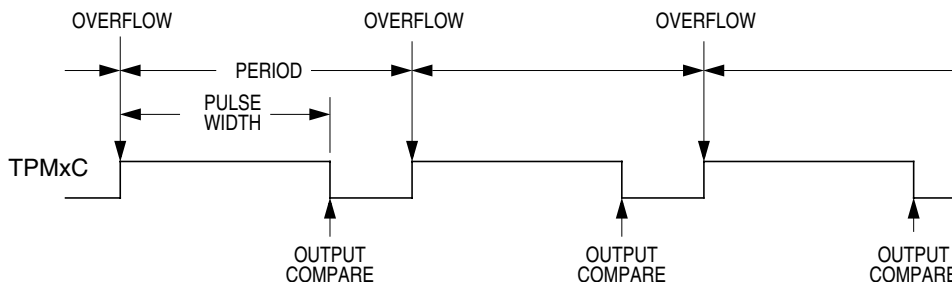 OVERFLOW
OVERFLOW
OVERFLOW
PERIOD
PULSE
WIDTH
TPMxC
OUTPUT
COMPARE
OUTPUT
COMPARE
OUTPUT
COMPARE